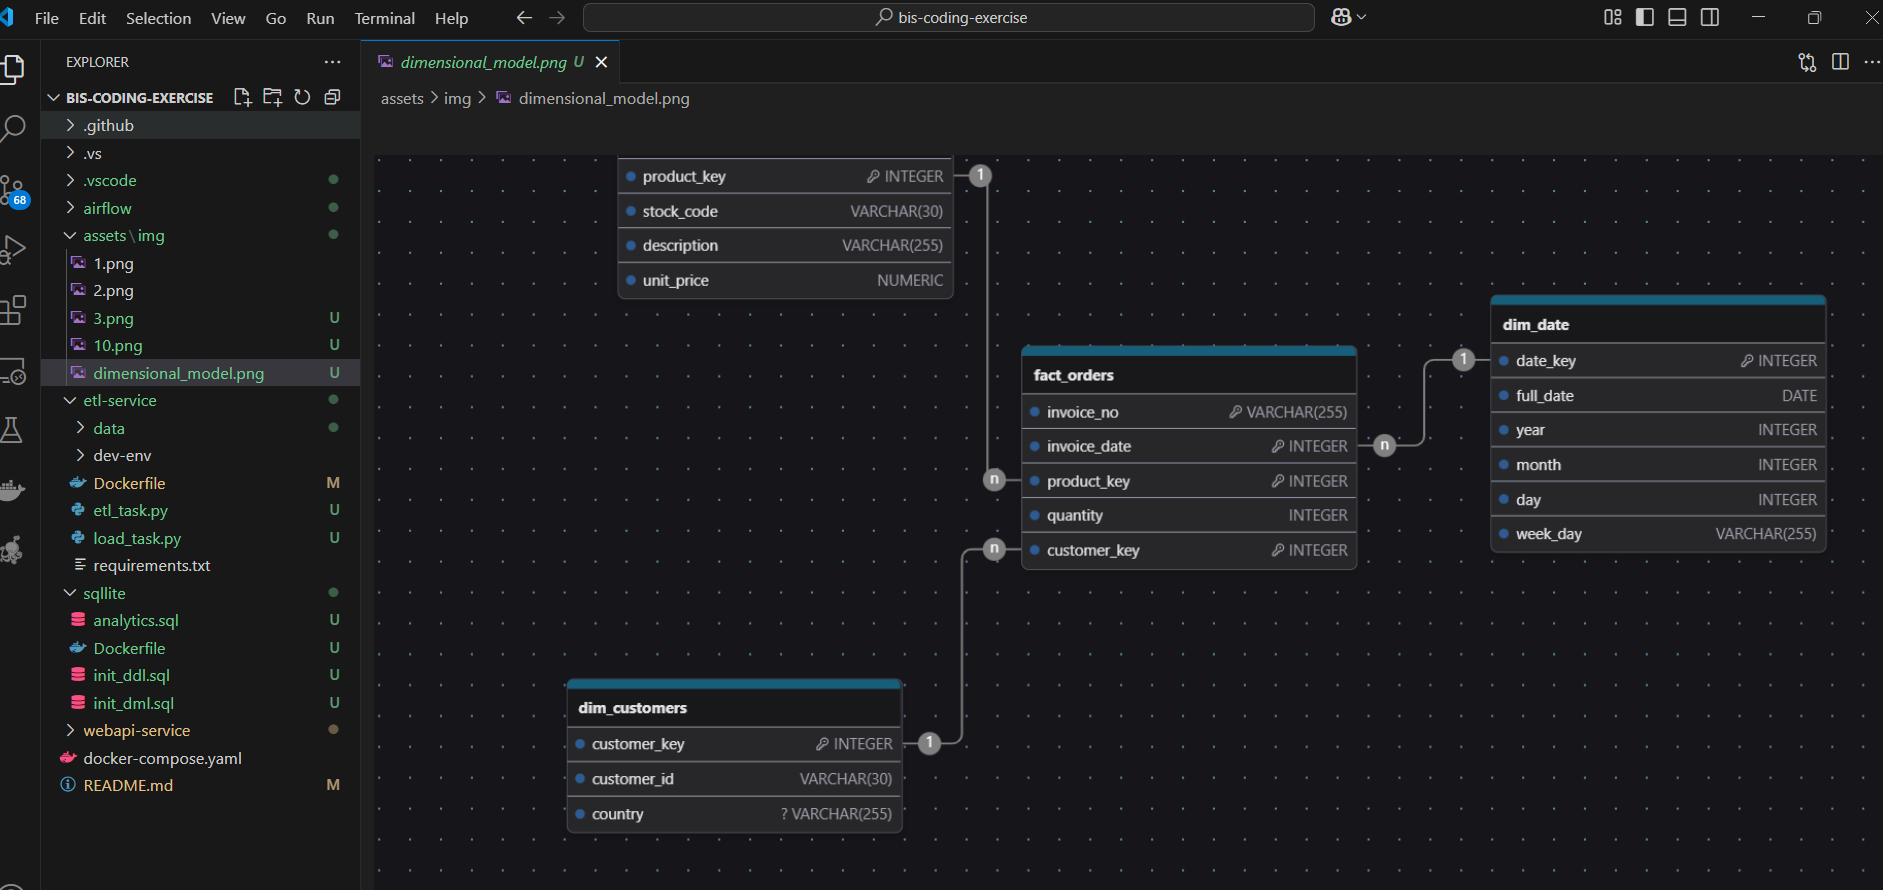 File Edit Selection View Go Run Terminal Help
bis-coding-exercise
EXPLORER
BIS-CODING-EXERCISE
.github
.vs
.vscode
airflow
assets\img
1.png
2.png
3.png U
10.png U
dimensional_model.png U
etl-service
data
dev-env
Dockerfile M
etl_task.py U
load_task.py U
requirements.txt
sqllite
analytics.sql U
Dockerfile U
init_ddl.sql U
init_dml.sql U
webapi-service
docker-compose.yaml
README.md M
68
dimensional_model.png U
assets > img > dimensional_model.png
product_key INTEGER
stock_code VARCHAR(30)
description VARCHAR(255)
unit_price NUMERIC
1
n
fact_orders
invoice_no VARCHAR(255)
invoice_date INTEGER
product_key INTEGER
quantity INTEGER
customer_key INTEGER
n
1
dim_date
date_key INTEGER
full_date DATE
year INTEGER
month INTEGER
day INTEGER
week_day VARCHAR(255)
n
1
dim_customers
customer_key INTEGER
customer_id VARCHAR(30)
country ? VARCHAR(255)